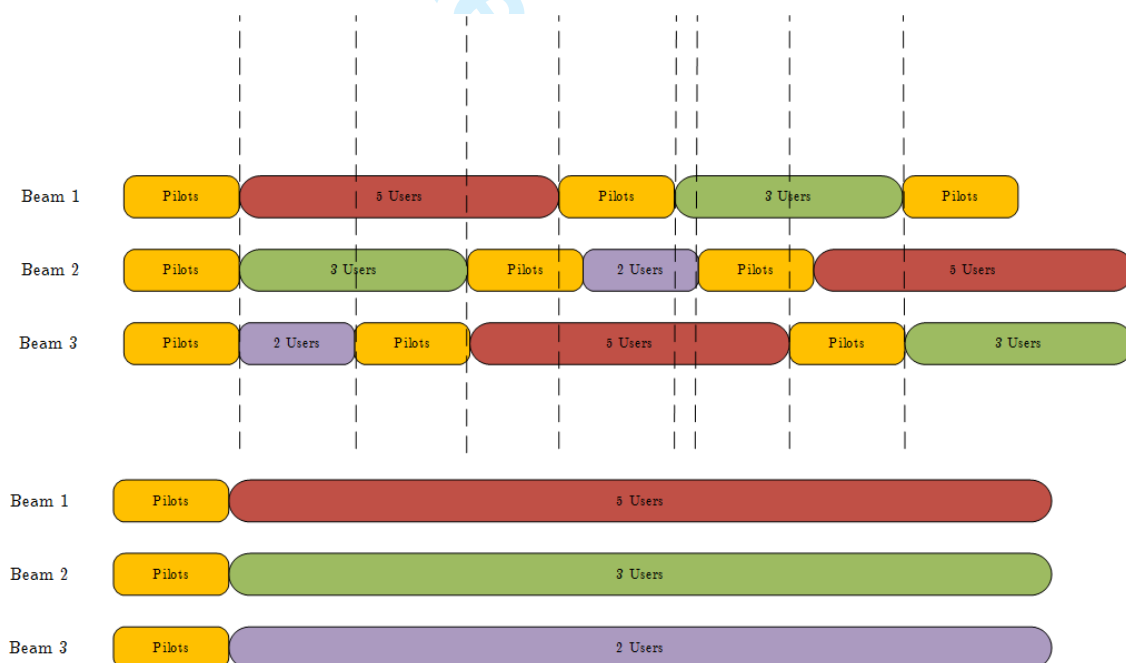 Beam 1 Pilots 5 Users Pilots 3 Users Pilots
Beam 2 Pilots 3 Users Pilots 2 Users Pilots 5 Users
Beam 3 Pilots 2 Users Pilots 5 Users Pilots 3 Users
Beam 1 Pilots 5 Users
Beam 2 Pilots 3 Users
Beam 3 Pilots 2 Users